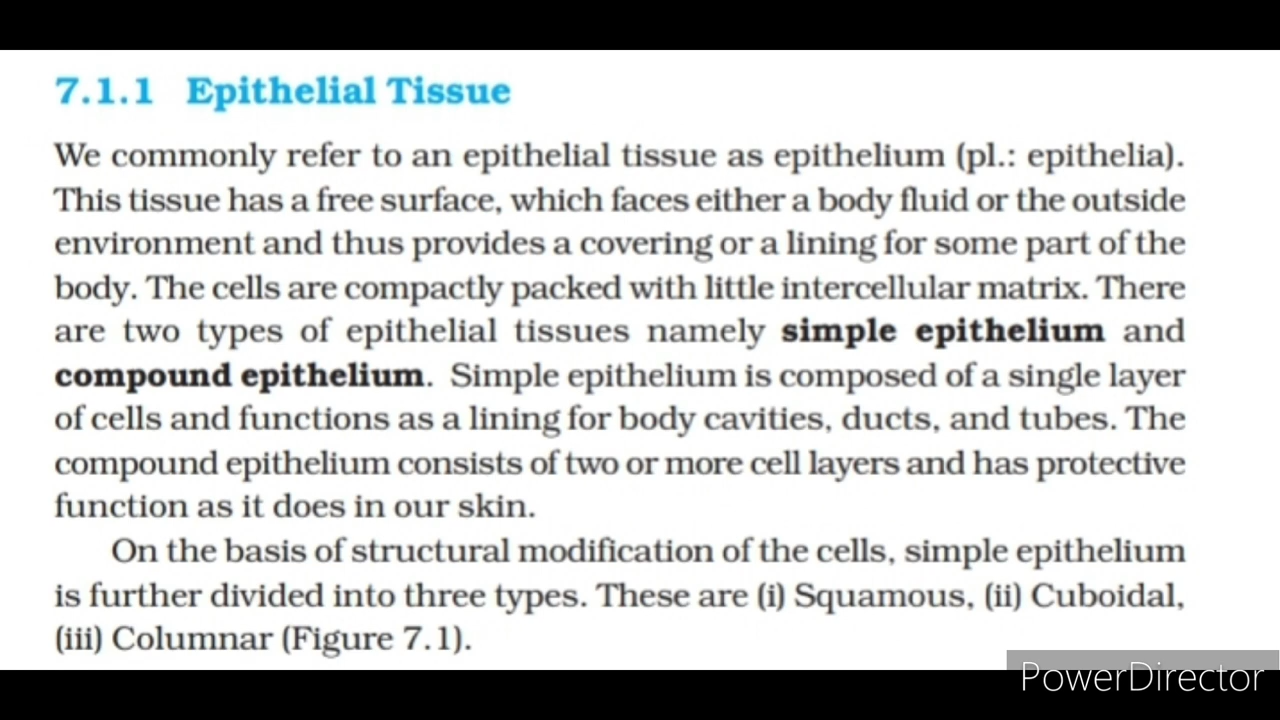 7.1.1 Epithelial Tissue
We commonly refer to an epithelial tissue as epithelium (pl.: epithelia).
This tissue has a free surface, which faces either a body fluid or the outside
environment and thus provides a covering or a lining for some part of the
body. The cells are compactly packed with little intercellular matrix. There
are two types of epithelial tissues namely simple epithelium and
compound epithelium. Simple epithelium is composed of a single layer
of cells and functions as a lining for body cavities, ducts, and tubes. The
compound epithelium consists of two or more cell layers and has protective
function as it does in our skin.
On the basis of structural modification of the cells, simple epithelium
is further divided into three types. These are (i) Squamous, (ii) Cuboidal,
(iii) Columnar (Figure 7.1).
PowerDirector